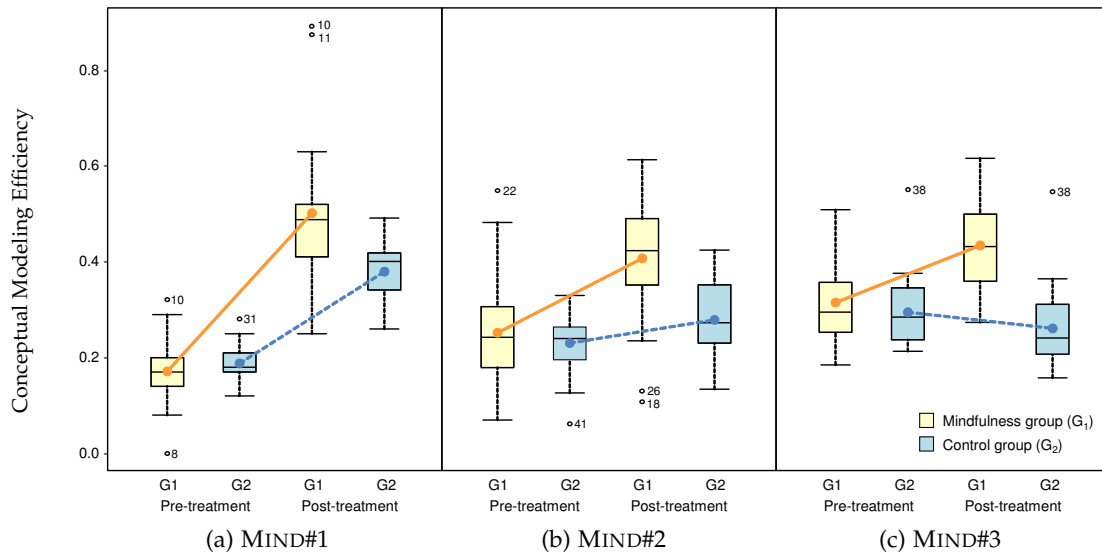 Conceptual Modeling Efficiency
0.8
0.6
0.4
0.2
0.0
10
11
10
31
8
22
41
26
18
38
38
Mindfulness group (G1)
Control group (G2)
G1 G2 G1 G2
Pre-treatment Post-treatment
G1 G2 G1 G2
Pre-treatment Post-treatment
G1 G2 G1 G2
Pre-treatment Post-treatment
(a) MIND#1
(b) MIND#2
(c) MIND#3